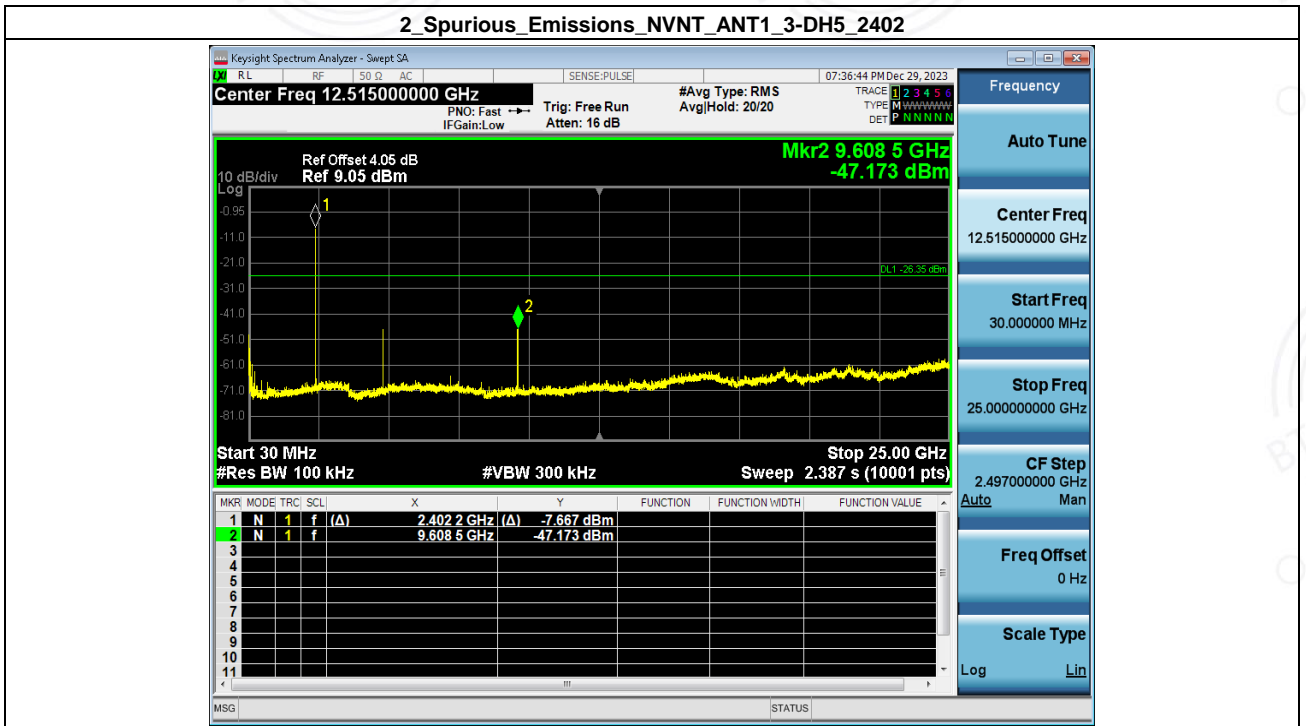 2_Spurious_Emissions_NVNT_ANT1_3-DH5_2402
Keysight Spectrum Analyzer - Swept SA
LXI RL RF 50 Ω AC SENSE:PULSE 07:36:44 PM Dec 29, 2023
Center Freq 12.515000000 GHz
PNO: Fast
IFGain:Low
Trig: Free Run
Atten: 16 dB
#Avg Type: RMS
Avg|Hold: 20/20
TRACE 1 2 3 4 5 6
TYPE M WWWWW
DET P N N N N N
Frequency
Auto Tune
Center Freq
12.515000000 GHz
Start Freq
30.000000 MHz
Stop Freq
25.000000000 GHz
CF Step
2.497000000 GHz
Auto Man
Freq Offset
0 Hz
Scale Type
Log Lin
Mkr2 9.608 5 GHz
-47.173 dBm
Ref Offset 4.05 dB
10 dB/div Ref 9.05 dBm
Log
-0.95
-11.0
-21.0
-31.0
-41.0
-51.0
-61.0
-71.0
-81.0
1
2
DL1 -26.35 dBm
Start 30 MHz Stop 25.00 GHz
#Res BW 100 kHz #VBW 300 kHz Sweep 2.387 s (10001 pts)
MKR MODE TRC SCL X Y FUNCTION FUNCTION WIDTH FUNCTION VALUE
1 N 1 f (Δ) 2.402 2 GHz (Δ) -7.667 dBm
2 N 1 f 9.608 5 GHz -47.173 dBm
3
4
5
6
7
8
9
10
11
MSG STATUS